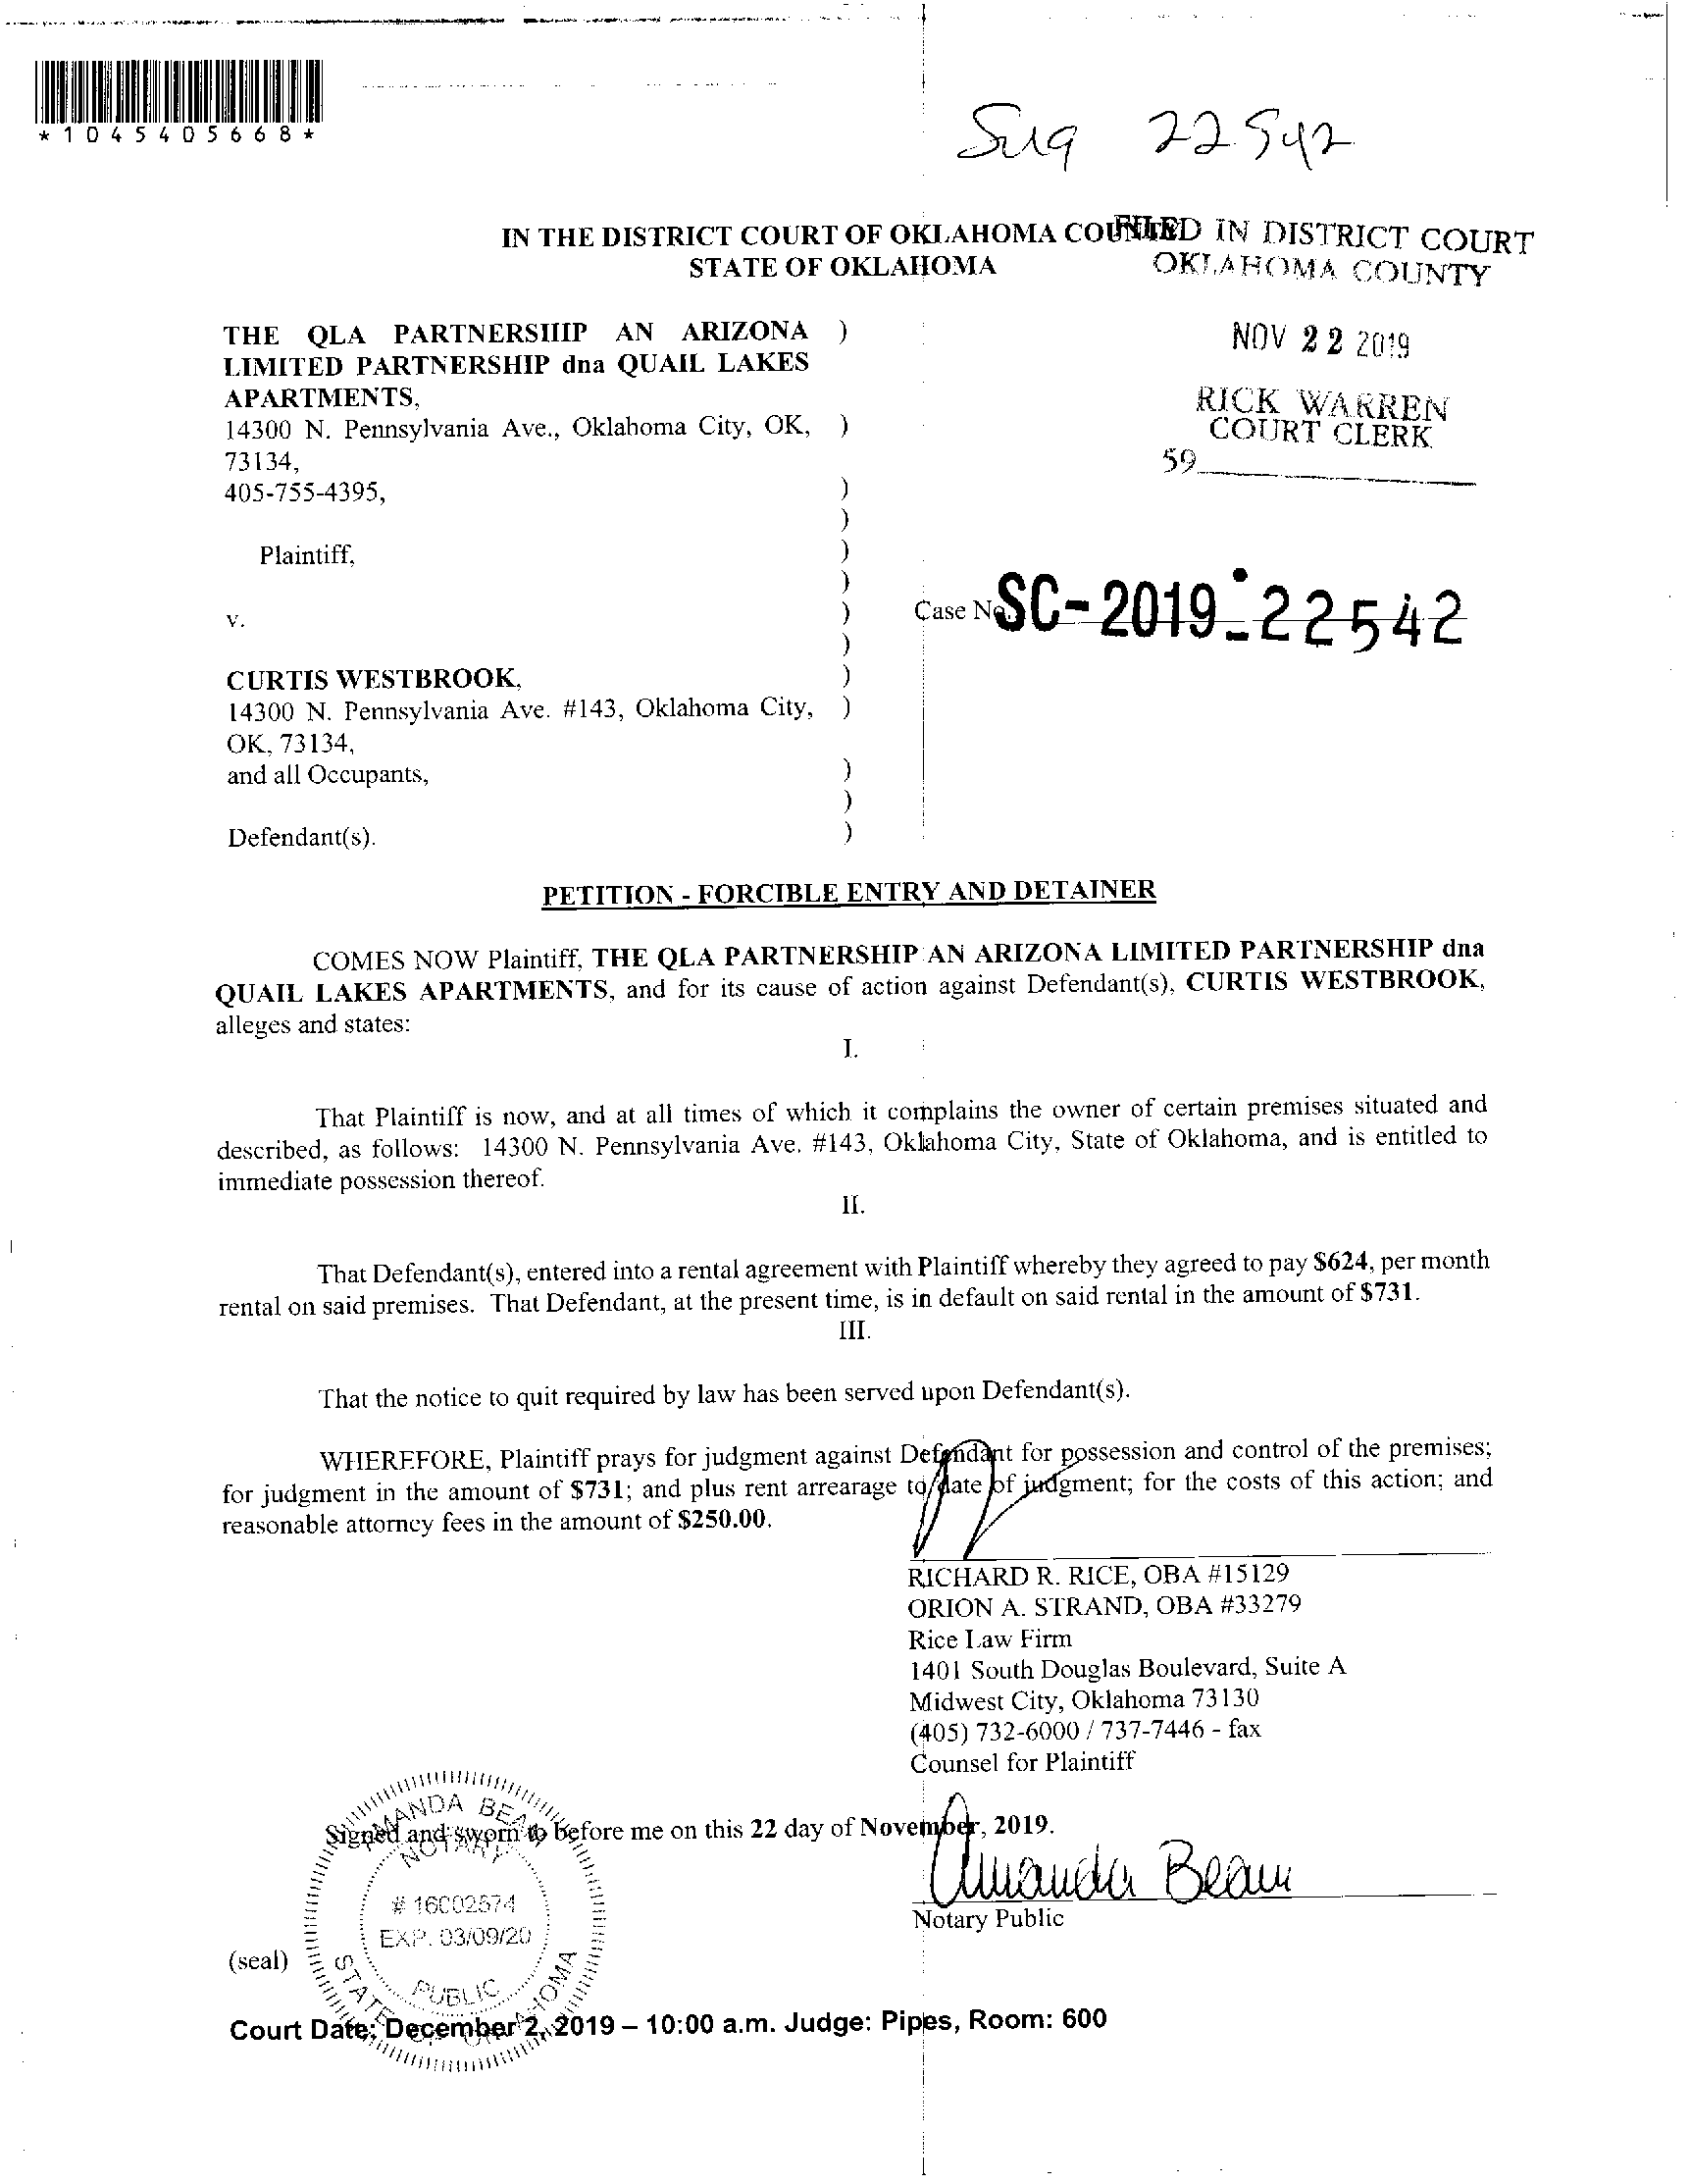 *1045405668*
22542
IN THE DISTRICT COURT OF OKLAHOMA COUNTY
STATE OF OKLAHOMA
FILED IN DISTRICT COURT
OKLAHOMA COUNTY
NOV 22 2019
RICK WARREN
COURT CLERK
59
THE QLA PARTNERSHIP AN ARIZONA )
LIMITED PARTNERSHIP dna QUAIL LAKES
APARTMENTS,
14300 N. Pennsylvania Ave., Oklahoma City, OK, )
73134,
405-755-4395, )
)
Plaintiff, )
)
v. )
Case No. SC-2019-22542
)
CURTIS WESTBROOK, )
14300 N. Pennsylvania Ave. #143, Oklahoma City, )
OK, 73134,
and all Occupants, )
)
Defendant(s). )
PETITION - FORCIBLE ENTRY AND DETAINER
COMES NOW Plaintiff, THE QLA PARTNERSHIP AN ARIZONA LIMITED PARTNERSHIP dna
QUAIL LAKES APARTMENTS, and for its cause of action against Defendant(s), CURTIS WESTBROOK,
alleges and states:
I.
That Plaintiff is now, and at all times of which it complains the owner of certain premises situated and
described, as follows: 14300 N. Pennsylvania Ave. #143, Oklahoma City, State of Oklahoma, and is entitled to
immediate possession thereof.
II.
That Defendant(s), entered into a rental agreement with Plaintiff whereby they agreed to pay $624, per month
rental on said premises. That Defendant, at the present time, is in default on said rental in the amount of $731.
III.
That the notice to quit required by law has been served upon Defendant(s).
WHEREFORE, Plaintiff prays for judgment against Defendant for possession and control of the premises;
for judgment in the amount of $731; and plus rent arrearage to date of judgment; for the costs of this action; and
reasonable attorney fees in the amount of $250.00.
RICHARD R. RICE, OBA #15129
ORION A. STRAND, OBA #33279
Rice Law Firm
1401 South Douglas Boulevard, Suite A
Midwest City, Oklahoma 73130
(405) 732-6000 / 737-7446 - fax
Counsel for Plaintiff
Signed and sworn to before me on this 22 day of November, 2019.
Amanda Beam
Notary Public
AMANDA BEAM
NOTARY
# 16002574
EXP. 03/09/20
PUBLIC
STATE OF OKLAHOMA
(seal)
Court Date; December 2, 2019 – 10:00 a.m. Judge: Pipes, Room: 600